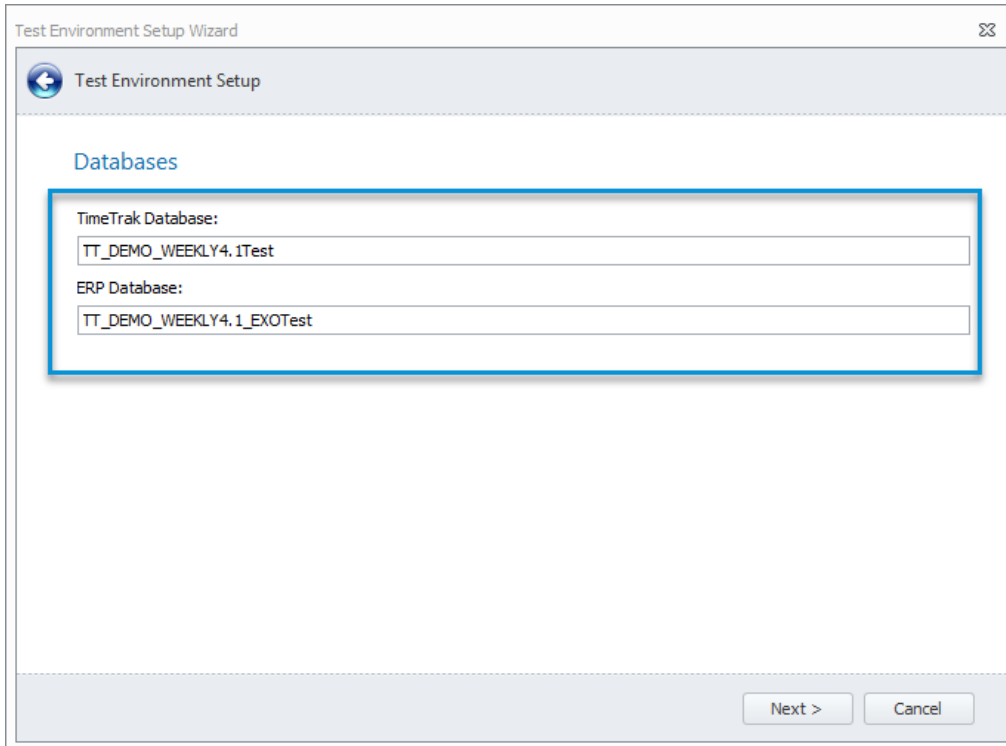 Test Environment Setup Wizard
Test Environment Setup
Databases
TimeTrak Database:
TT_DEMO_WEEKLY4.1Test
ERP Database:
TT_DEMO_WEEKLY4.1_EXOTest
Next >
Cancel